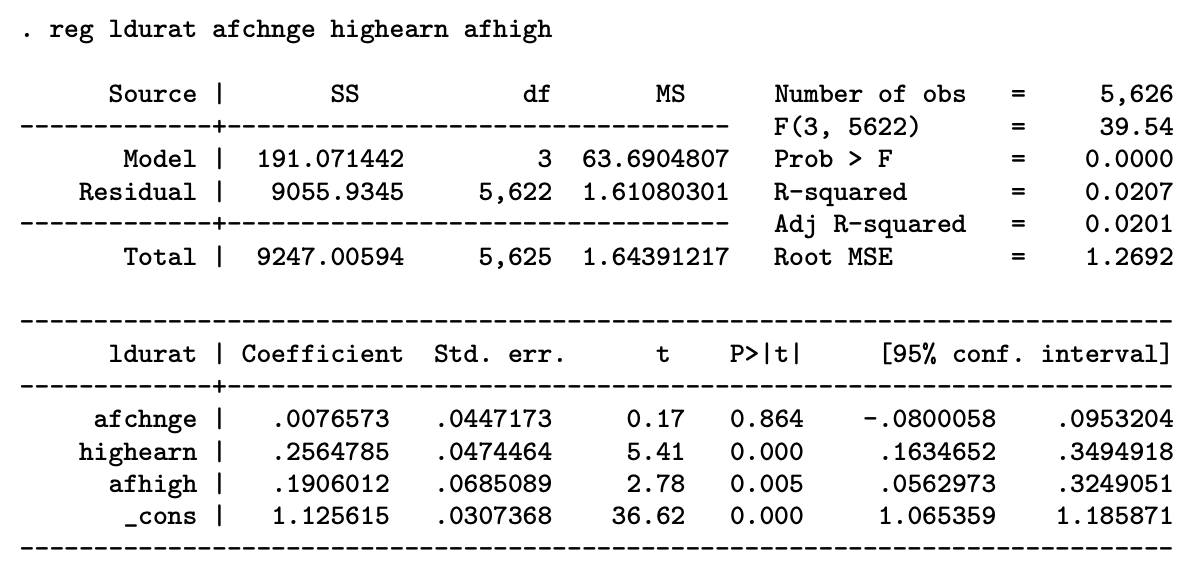 . reg ldurat afchnge highearn afhigh
Source | SS df MS Number of obs = 5,626
-------------+---------------------------------- F(3, 5622) = 39.54
Model | 191.071442 3 63.6904807 Prob > F = 0.0000
Residual | 9055.9345 5,622 1.61080301 R-squared = 0.0207
-------------+---------------------------------- Adj R-squared = 0.0201
Total | 9247.00594 5,625 1.64391217 Root MSE = 1.2692
------------------------------------------------------------------------------
ldurat | Coefficient Std. err. t P>|t| [95% conf. interval]
-------------+----------------------------------------------------------------
afchnge | .0076573 .0447173 0.17 0.864 -.0800058 .0953204
highearn | .2564785 .0474464 5.41 0.000 .1634652 .3494918
afhigh | .1906012 .0685089 2.78 0.005 .0562973 .3249051
_cons | 1.125615 .0307368 36.62 0.000 1.065359 1.185871
------------------------------------------------------------------------------